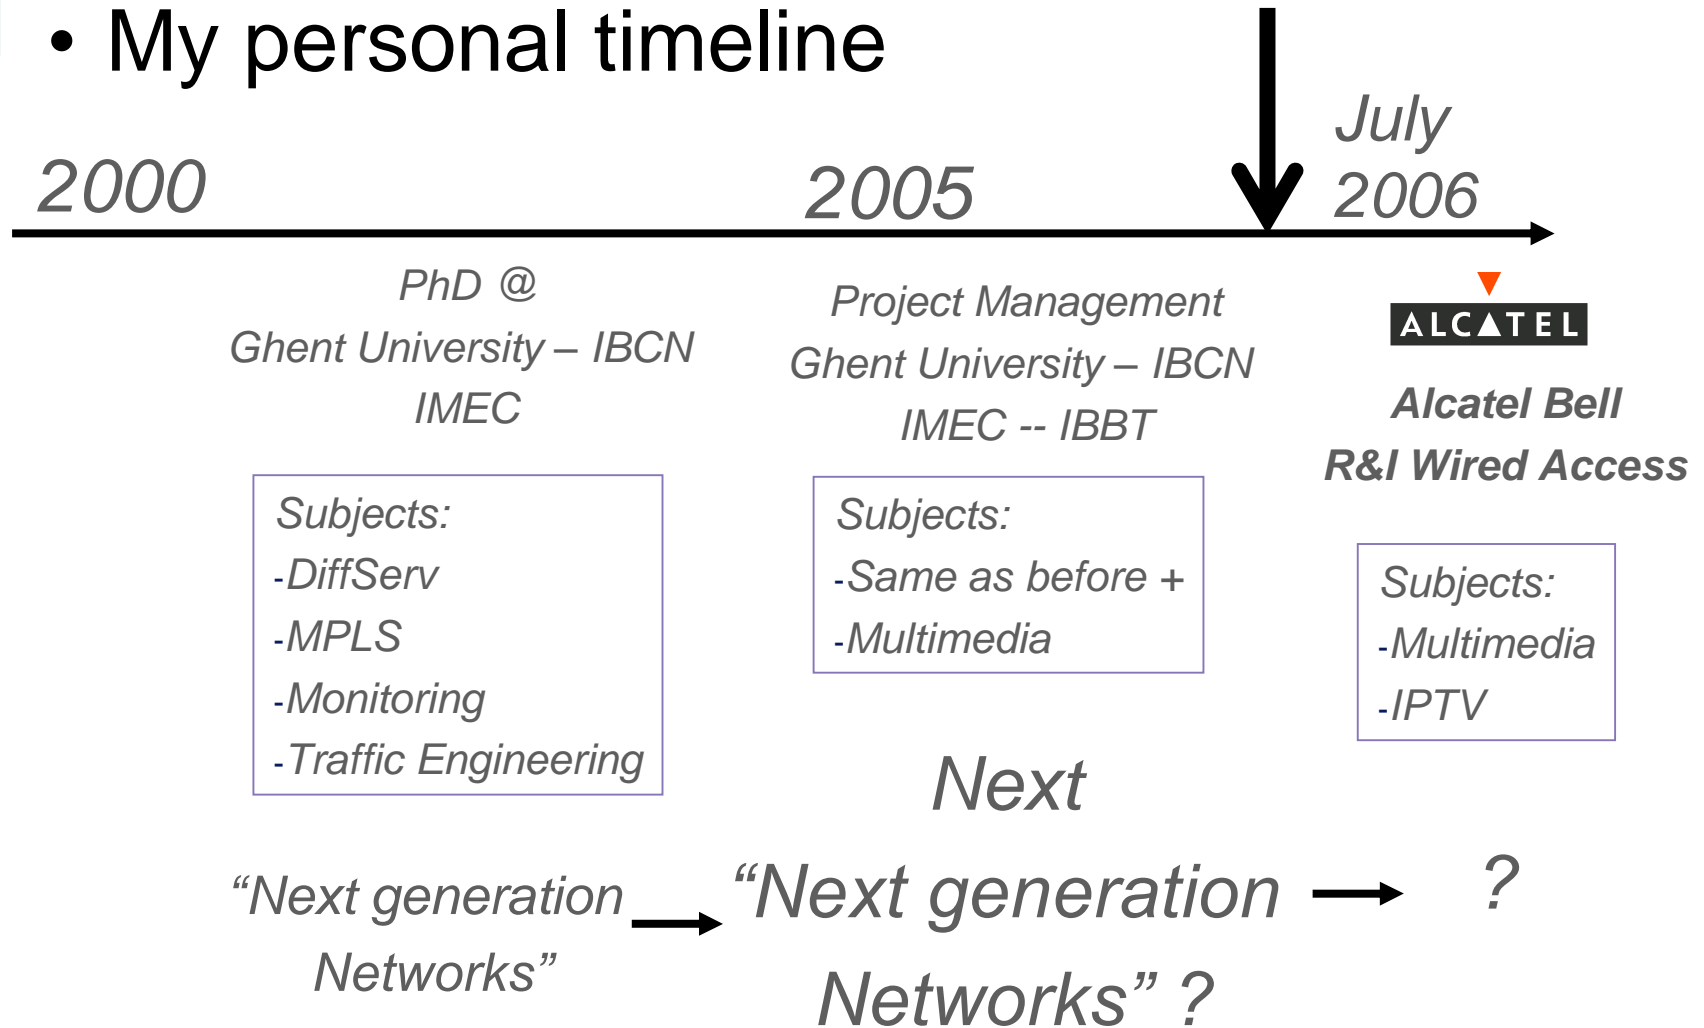 • My personal timeline
2000
2005
July
2006
PhD @
Ghent University – IBCN
IMEC
Subjects:
-DiffServ
-MPLS
-Monitoring
-Traffic Engineering
Project Management
Ghent University – IBCN
IMEC -- IBBT
Subjects:
-Same as before +
-Multimedia
ALCATEL
Alcatel Bell
R&I Wired Access
Subjects:
-Multimedia
-IPTV
“Next generation
Networks”
Next
“Next generation
Networks” ?
?